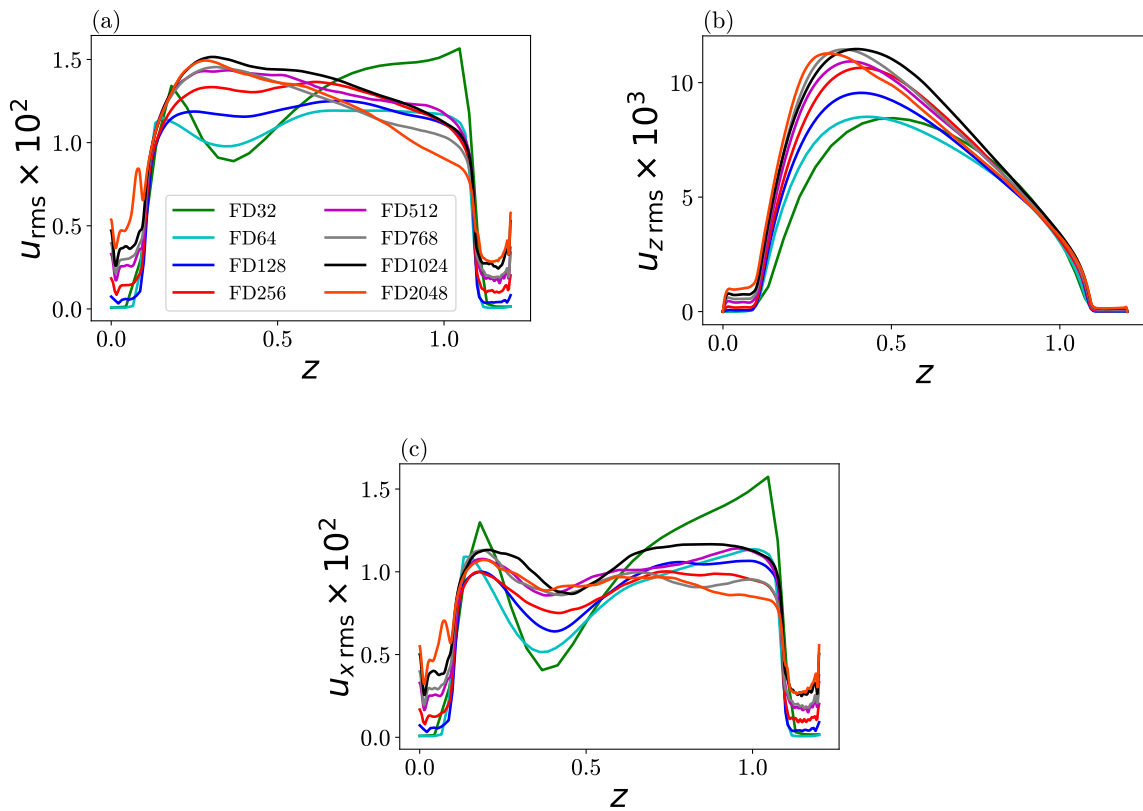 (a)
u_rms × 10^2
1.5
1.0
0.5
0.0
FD32
FD64
FD128
FD256
FD512
FD768
FD1024
FD2048
0.0 0.5 1.0
z
(b)
u_z rms × 10^3
10
5
0
0.0 0.5 1.0
z
(c)
u_x rms × 10^2
1.5
1.0
0.5
0.0
0.0 0.5 1.0
z